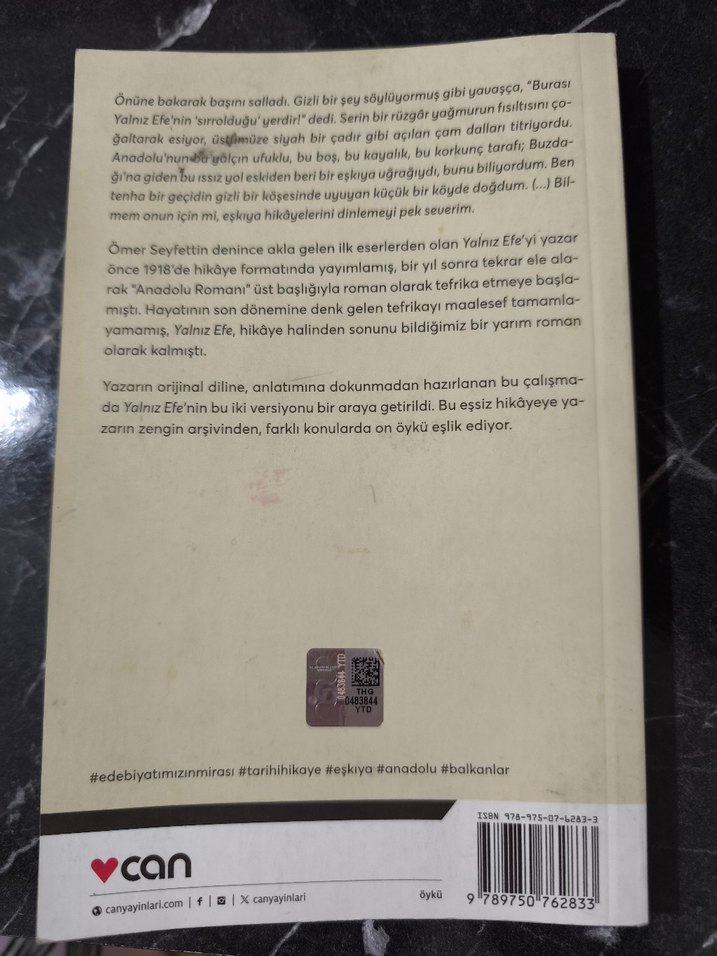 Önüne bakarak başını salladı. Gizli bir şey söylüyormuş gibi yavaşça, "Burası
Yalnız Efe'nin 'sırrolduğu' yerdir!" dedi. Serin bir rüzgâr yağmurun fısıltısını ço-
ğaltarak esiyor, üstümüze siyah bir çadır gibi açılan çam dalları titriyordu.
Anadolu'nun bu yalçın ufuklu, bu boş, bu kayalık, bu korkunç tarafı; Buzda-
ğı'na giden bu ıssız yol eskiden beri bir eşkıya uğrağıydı, bunu biliyordum. Ben
tenha bir geçidin gizli bir köşesinde uyuyan küçük bir köyde doğdum. (...) Bil-
mem onun için mi, eşkıya hikâyelerini dinlemeyi pek severim.
Ömer Seyfettin denince akla gelen ilk eserlerden olan Yalnız Efe'yi yazar
önce 1918'de hikâye formatında yayımlamış, bir yıl sonra tekrar ele ala-
rak "Anadolu Romanı" üst başlığıyla roman olarak tefrika etmeye başla-
mıştı. Hayatının son dönemine denk gelen tefrikayı maalesef tamamla-
yamamış, Yalnız Efe, hikâye halinden sonunu bildiğimiz bir yarım roman
olarak kalmıştı.
Yazarın orijinal diline, anlatımına dokunmadan hazırlanan bu çalışma-
da Yalnız Efe'nin bu iki versiyonu bir araya getirildi. Bu eşsiz hikâyeye ya-
zarın zengin arşivinden, farklı konularda on öykü eşlik ediyor.
0483844 YTD
THG
0483844
YTD
#edebiyatımızınmirası #tarihihikaye #eşkıya #anadolu #balkanlar
ISBN 978-975-07-6283-3
can
canyayinlari.com | f | | X canyayinlari
öykü
9 789750 762833